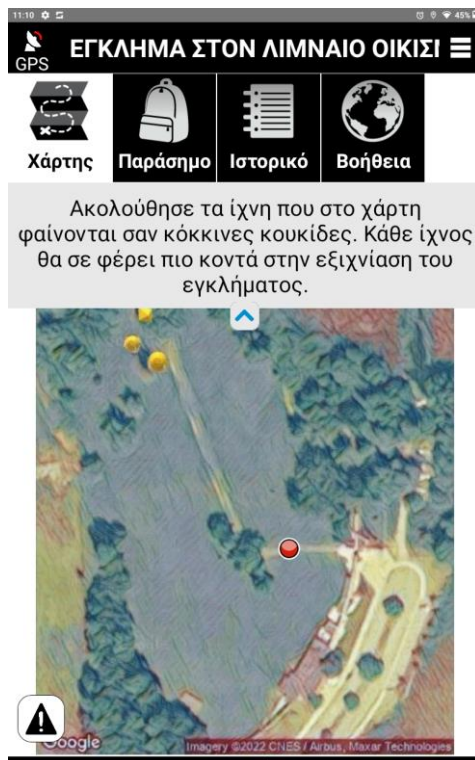 11:10
GPS
ΕΓΚΛΗΜΑ ΣΤΟΝ ΛΙΜΝΑΙΟ ΟΙΚΙΣ
Χάρτης Παράσημο Ιστορικό Βοήθεια
Ακολούθησε τα ίχνη που στο χάρτη
φαίνονται σαν κόκκινες κουκίδες. Κάθε ίχνος
θα σε φέρει πιο κοντά στην εξιχνίαση του
εγκλήματος.
Google
Imagery ©2022 CNES / Airbus, Maxar Technologies